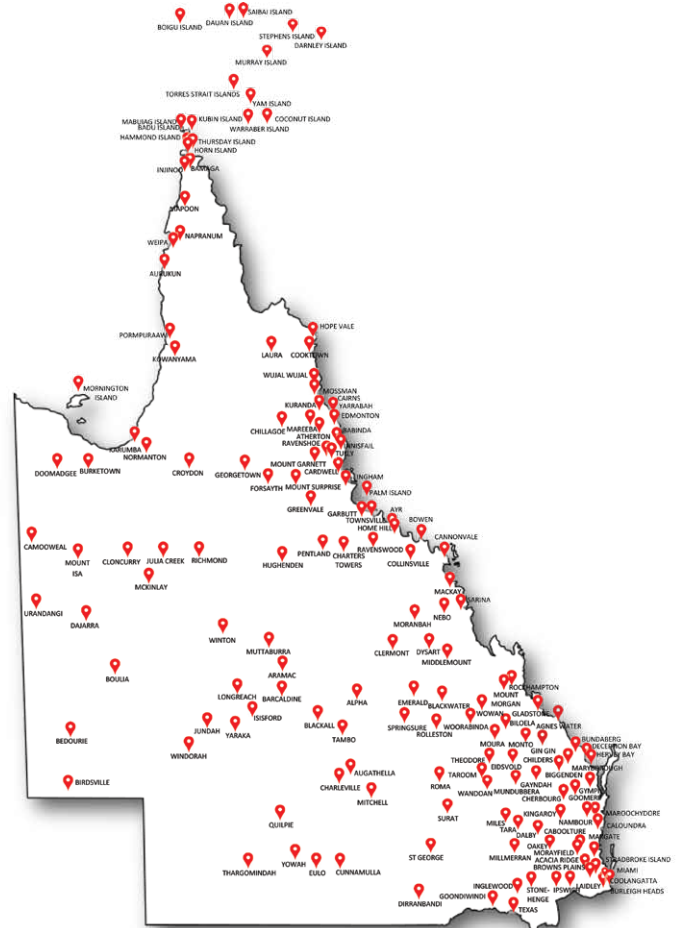 BOIGU ISLAND
DAUAN ISLAND
SAIBAI ISLAND
STEPHENS ISLAND
DARNLEY ISLAND
MURRAY ISLAND
TORRES STRAIT ISLANDS
YAM ISLAND
MABUIAG ISLAND
BADU ISLAND
KUBIN ISLAND
COCONUT ISLAND
WARRABER ISLAND
HAMMOND ISLAND
THURSDAY ISLAND
HORN ISLAND
INJINOO
BAMAGA
MAPOON
NAPRANUM
WEIPA
AURUKUN
PORMPURAAW
KOWANYAMA
HOPE VALE
LAURA
COOKTOWN
WUJAL WUJAL
MORNINGTON
ISLAND
MOSSMAN
CAIRNS
KURANDA
YARRABAH
EDMONTON
CHILLAGOE
MAREEBA
ATHERTON
BABINDA
RAVENSHOE
INNISFAIL
TULLY
KARUMBA
NORMANTON
DOOMADGEE
BURKETOWN
CROYDON
GEORGETOWN
MOUNT GARNETT
CARDWELL
FORSAYTH
MOUNT SURPRISE
INGHAM
PALM ISLAND
GREENVALE
GARBUTT
AYR
TOWNSVILLE
HOME HILL
BOWEN
CAMOOWEAL
MOUNT
ISA
CLONCURRY
JULIA CREEK
RICHMOND
HUGHENDEN
PENTLAND
CHARTERS
TOWERS
RAVENSWOOD
COLLINSVILLE
CANNONVALE
MCKINLAY
MACKAY
URANDANGI
DAJARRA
SARINA
NEBO
MORANBAH
WINTON
MUTTABURRA
CLERMONT
DYSART
MIDDLEMOUNT
BOULIA
ARAMAC
ROCKHAMPTON
LONGREACH
BARCALDINE
ALPHA
EMERALD
BLACKWATER
MOUNT
MORGAN
ISISFORD
BLACKALL
WOWAN
GLADSTONE
JUNDAH
YARAKA
TAMBO
SPRINGSURE
ROLLESTON
WOORABINDA
BILOELA
AGNES WATER
BEDOURIE
WINDORAH
MOURA
MONTO
BUNDABERG
GIN GIN
DECEPTION BAY
HERVEY BAY
THEODORE
EIDSVOLD
CHILDERS
MARYBOROUGH
BIRDSVILLE
AUGATHELLA
CHARLEVILLE
MITCHELL
ROMA
TAROOM
WANDOAN
GAYNDAH
BIGGENDEN
MUNDUBBERA
GYMPIE
CHERBOURG
GOOMERI
QUILPIE
SURAT
MILES
KINGAROY
MAROOCHYDORE
TARA
NAMBOUR
CALOUNDRA
DALBY
CABOOLTURE
MARGATE
YOWAH
ST GEORGE
MILLMERRAN
OAKEY
MORAYFIELD
THARGOMINDAH
EULO
CUNNAMULLA
ACACIA RIDGE
STRADBROKE ISLAND
BROWNS PLAINS
MIAMI
DIRRANBANDI
GOONDIWINDI
INGLEWOOD
STONE-
HENGE
IPSWICH
LAIDLEY
COOLANGATTA
BURLEIGH HEADS
TEXAS